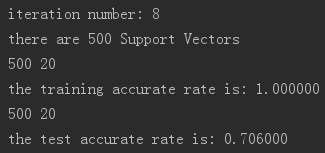 iteration number: 8
there are 500 Support Vectors
500 20
the training accurate rate is: 1.000000
500 20
the test accurate rate is: 0.706000